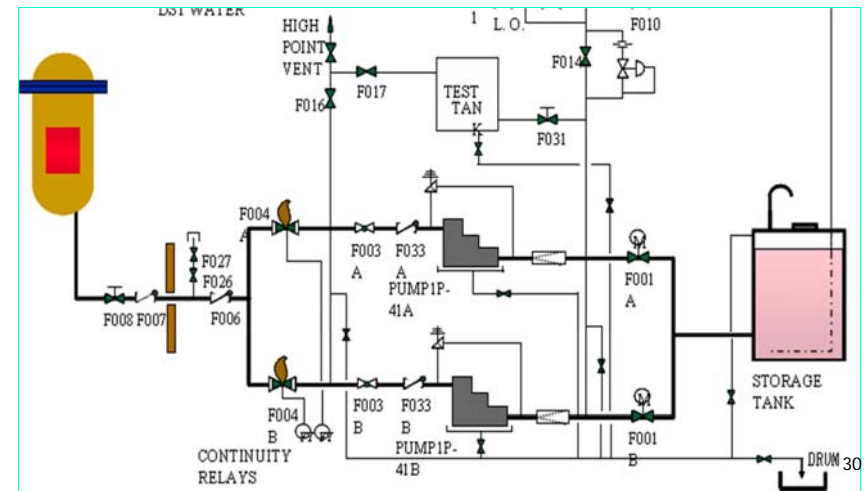 HIGH
POINT
VENT
1
L. O.
F010
F014
F017
F016
TEST
TAN
K
F031
F004
A
F027
F026
F003
A
F033
A
M
F001
A
PUMP1P-
41A
F008
F007
F006
STORAGE
TANK
F004
B
F003
B
F033
B
M
F001
B
PUMP1P-
41B
CONTINUITY
RELAYS
DRUM
30